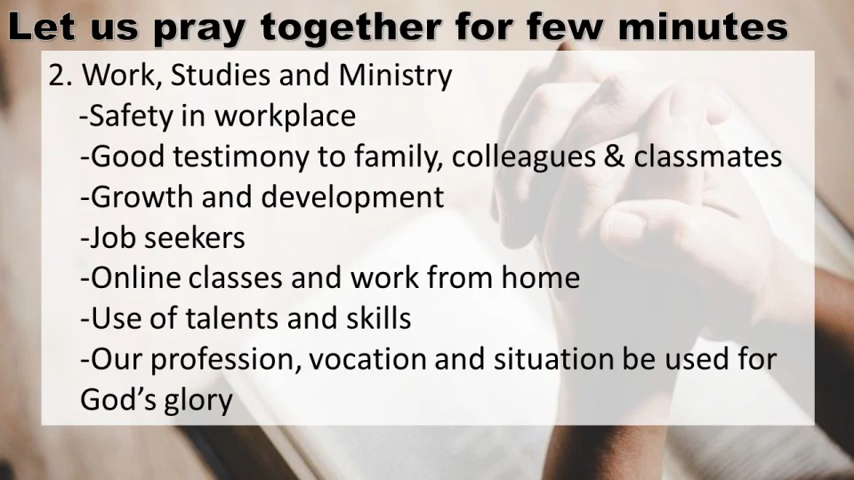 Let us pray together for few minutes
2. Work, Studies and Ministry
-Safety in workplace
-Good testimony to family, colleagues & classmates
-Growth and development
-Job seekers
-Online classes and work from home
-Use of talents and skills
-Our profession, vocation and situation be used for
God’s glory